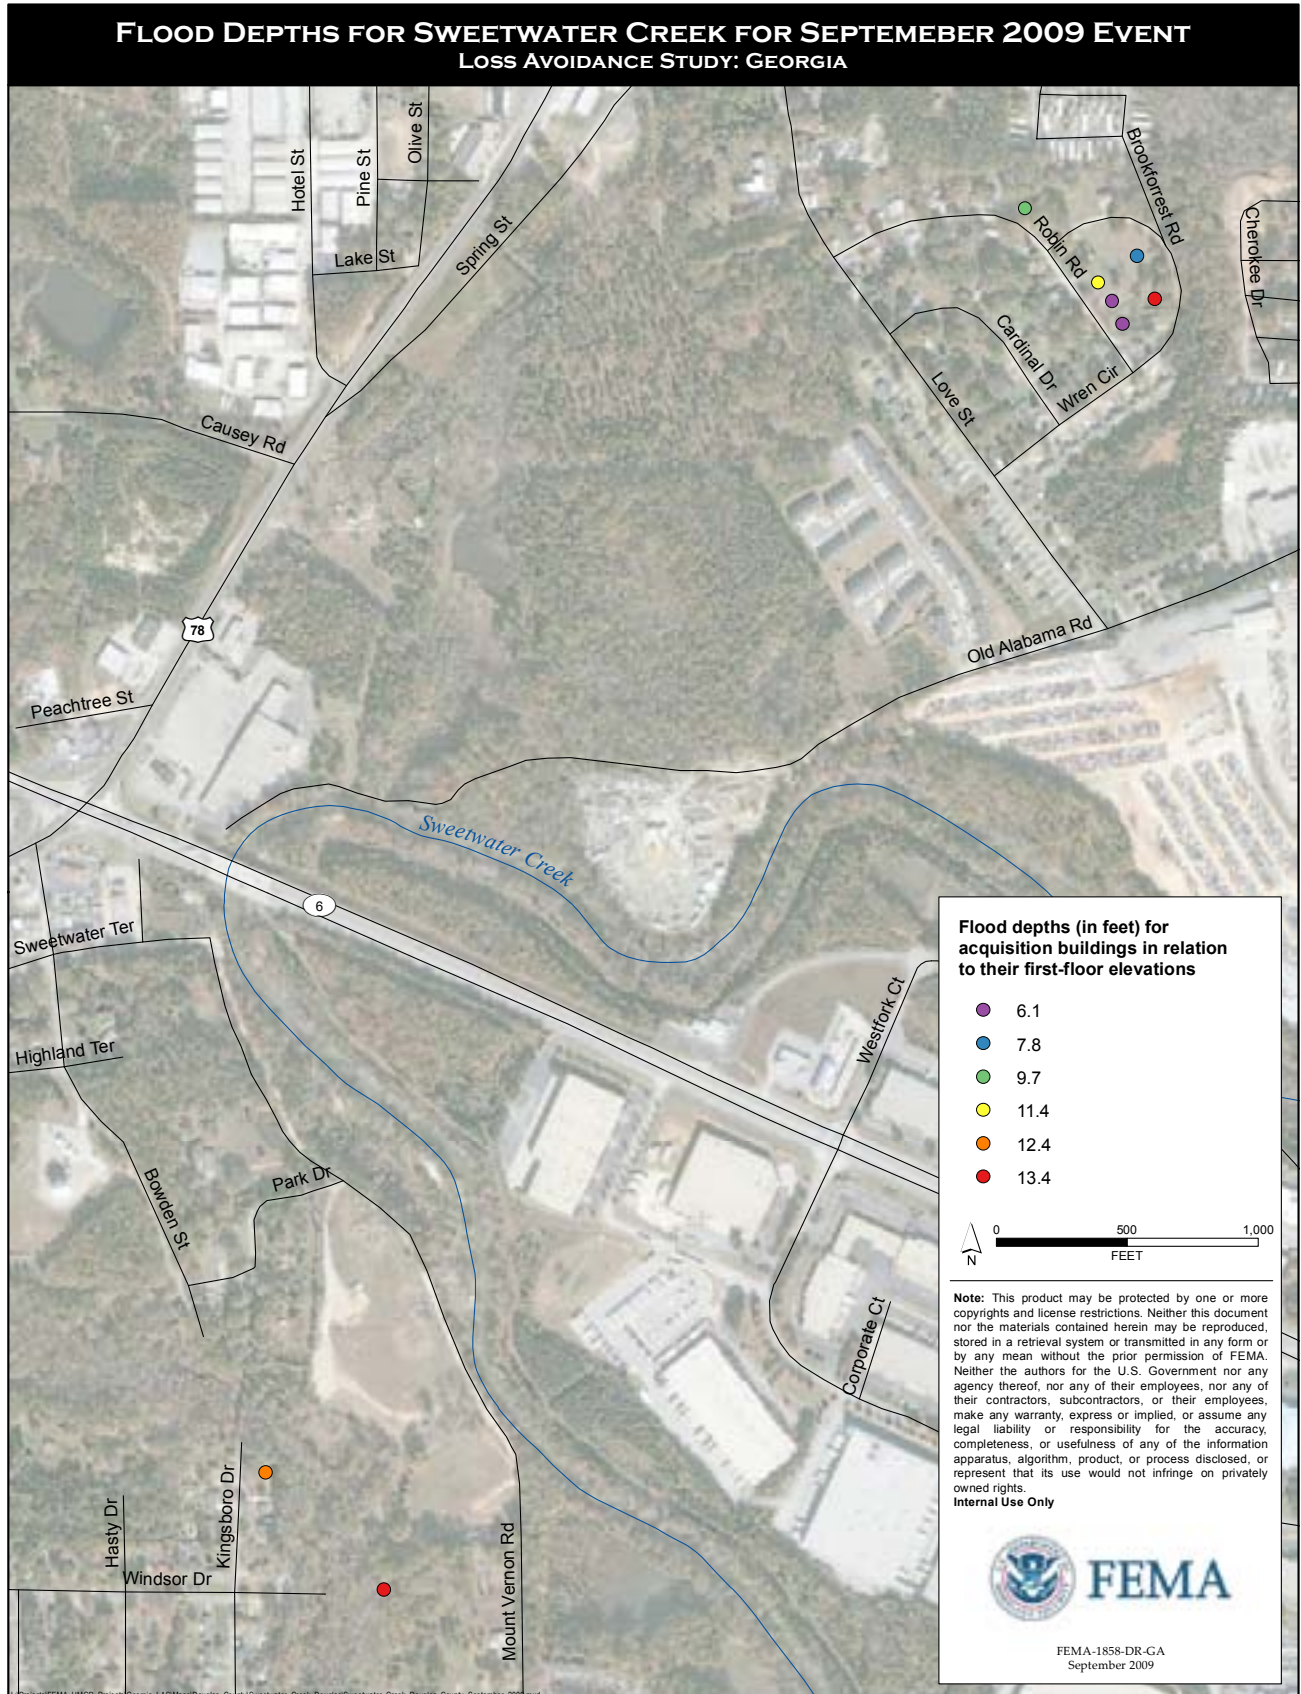 FLOOD DEPTHS FOR SWEETWATER CREEK FOR SEPTEMEBER 2009 EVENT
LOSS AVOIDANCE STUDY: GEORGIA
Hotel St
Pine St
Olive St
Lake St
Spring St
Brookforrest Rd
Robin Rd
Cherokee Dr
Cardinal Dr
Wren Cir
Love St
Causey Rd
78
Old Alabama Rd
Peachtree St
Sweetwater Creek
6
Sweetwater Ter
Highland Ter
Westfork Ct
Park Dr
Bowden St
Corporate Ct
Kingsboro Dr
Hasty Dr
Windsor Dr
Mount Vernon Rd
Flood depths (in feet) for
acquisition buildings in relation
to their first-floor elevations
6.1
7.8
9.7
11.4
12.4
13.4
N
0 500 1,000
FEET
Note: This product may be protected by one or more
copyrights and license restrictions. Neither this document
nor the materials contained herein may be reproduced,
stored in a retrieval system or transmitted in any form or
by any mean without the prior permission of FEMA.
Neither the authors for the U.S. Government nor any
agency thereof, nor any of their employees, nor any of
their contractors, subcontractors, or their employees,
make any warranty, express or implied, or assume any
legal liability or responsibility for the accuracy,
completeness, or usefulness of any of the information
apparatus, algorithm, product, or process disclosed, or
represent that its use would not infringe on privately
owned rights.
Internal Use Only
FEMA
FEMA-1858-DR-GA
September 2009